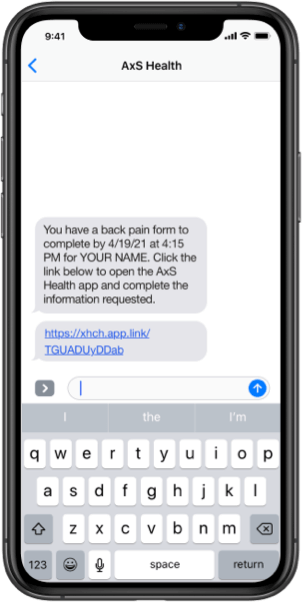 9:41
AxS Health
You have a back pain form to
complete by 4/19/21 at 4:15
PM for YOUR NAME. Click the
link below to open the AxS
Health app and complete the
information requested.
https://xhch.app.link/
TGUADUyDDab
I the I'm
q w e r t y u i o p
a s d f g h j k l
z x c v b n m
123 space return